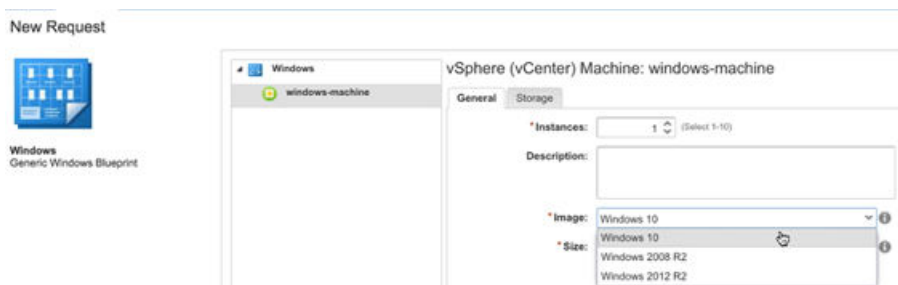 New Request
Windows
Generic Windows Blueprint
Windows
windows-machine
vSphere (vCenter) Machine: windows-machine
General Storage
*Instances: 1 (Select 1-10)
Description:
*Image: Windows 10
*Size:
Windows 10
Windows 2008 R2
Windows 2012 R2